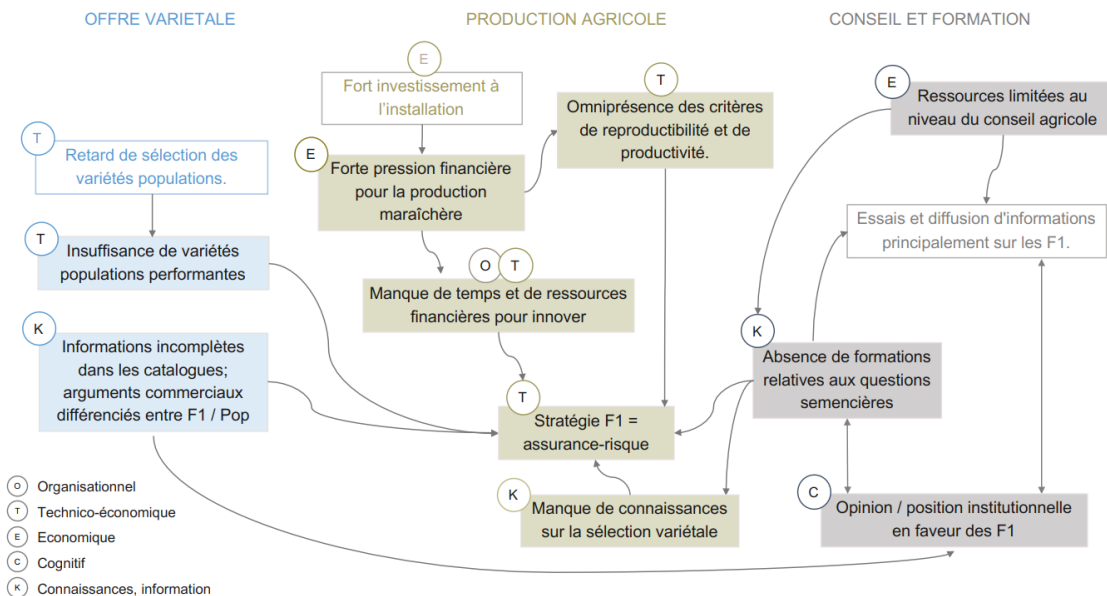 OFFRE VARIETALE
PRODUCTION AGRICOLE
CONSEIL ET FORMATION
T
Retard de sélection des
variétés populations.
T
Insuffisance de variétés
populations performantes
K
Informations incomplètes
dans les catalogues;
arguments commerciaux
différenciés entre F1 / Pop
E
Fort investissement à
l'installation
E
Forte pression financière
pour la production
maraîchère
T
Omniprésence des critères
de reproductibilité et de
productivité.
O T
Manque de temps et de ressources
financières pour innover
T
Stratégie F1 =
assurance-risque
K
Manque de connaissances
sur la sélection variétale
E
Ressources limitées au
niveau du conseil agricole
Essais et diffusion d'informations
principalement sur les F1.
K
Absence de formations
relatives aux questions
semencières
C
Opinion / position institutionnelle
en faveur des F1
O Organisationnel
T Technico-économique
E Economique
C Cognitif
K Connaissances, information